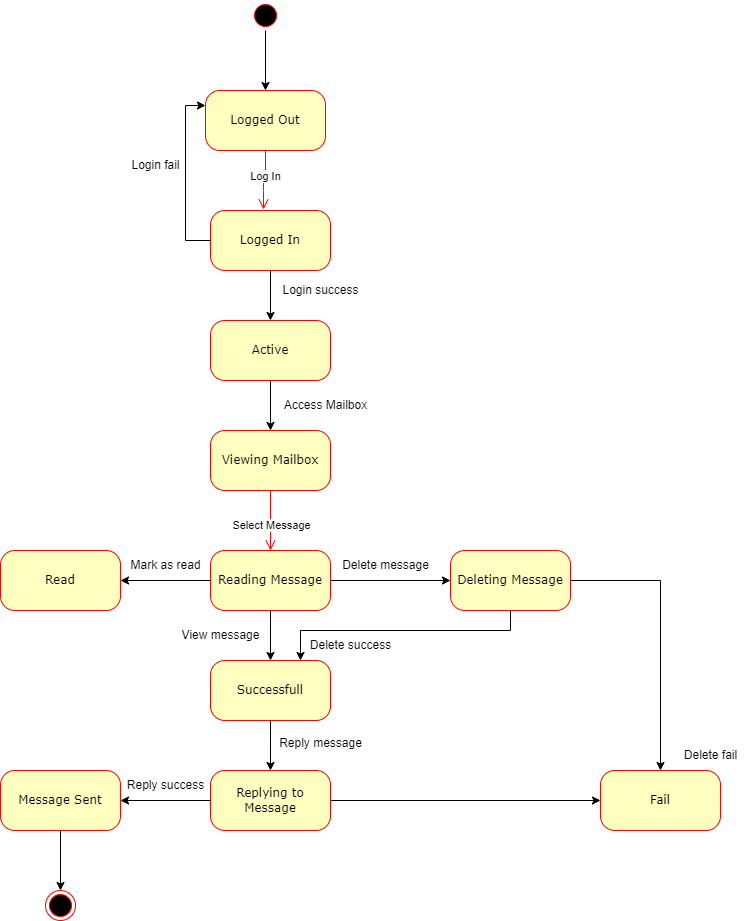 Logged Out
Login fail
Log In
Logged In
Login success
Active
Access Mailbox
Viewing Mailbox
Select Message
Read
Mark as read
Reading Message
Delete message
Deleting Message
View message
Delete success
Successfull
Reply message
Delete fail
Message Sent
Reply success
Replying to
Message
Fail